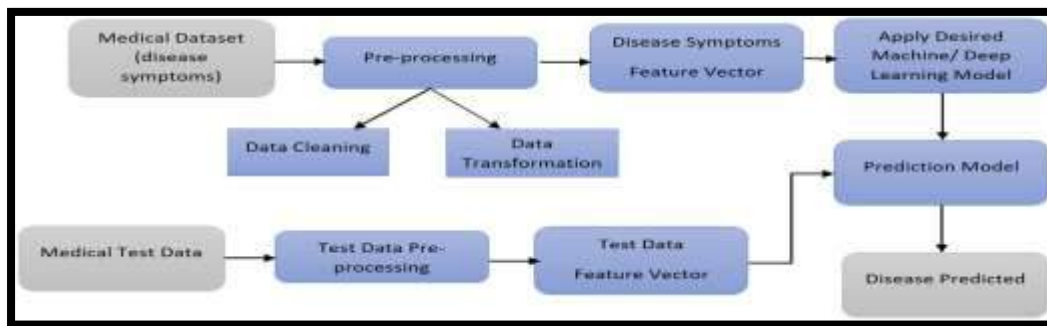 Medical Dataset
(disease
symptoms)
Pre-processing
Disease Symptoms
Feature Vector
Apply Desired
Machine/ Deep
Learning Model
Data Cleaning
Data
Transformation
Prediction Model
Medical Test Data
Test Data Pre-
processing
Test Data
Feature Vector
Disease Predicted